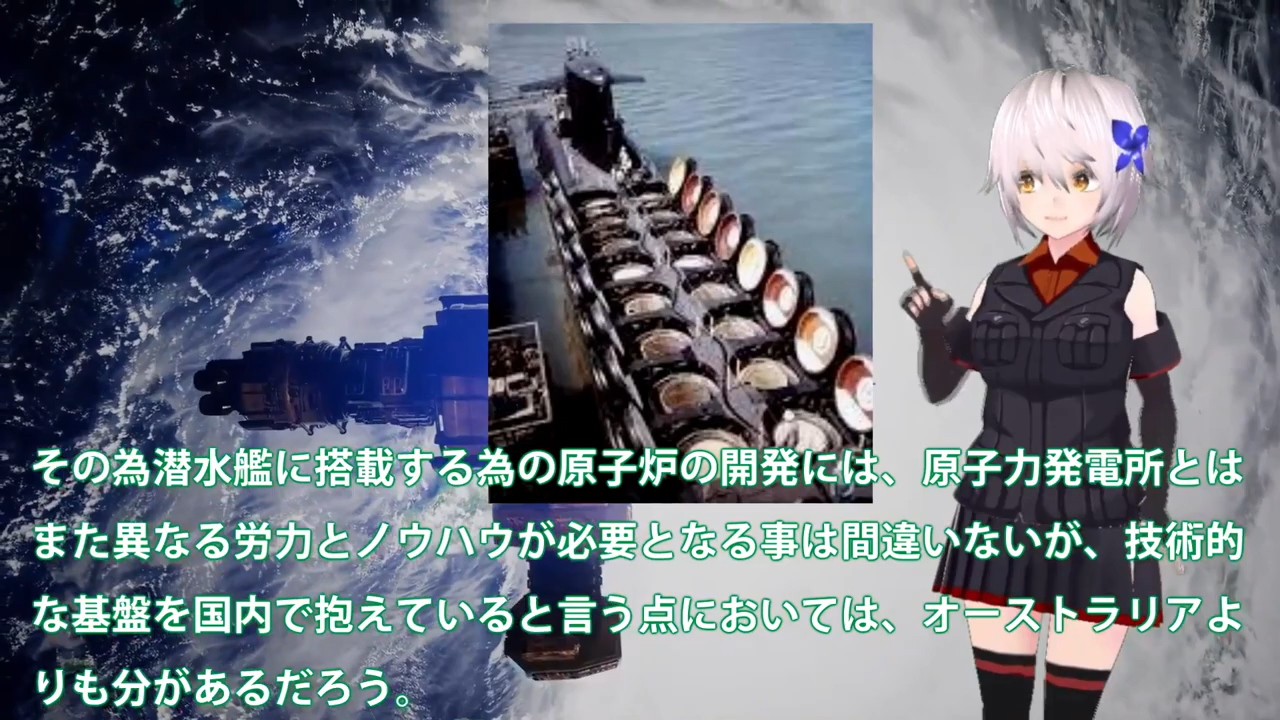 その為潜水艦に搭載する為の原子炉の開発には、原子力発電所とは
また異なる労力とノウハウが必要となる事は間違いないが、技術的
な基盤を国内で抱えていると言う点においては、オーストラリアよ
りも分があるだろう。